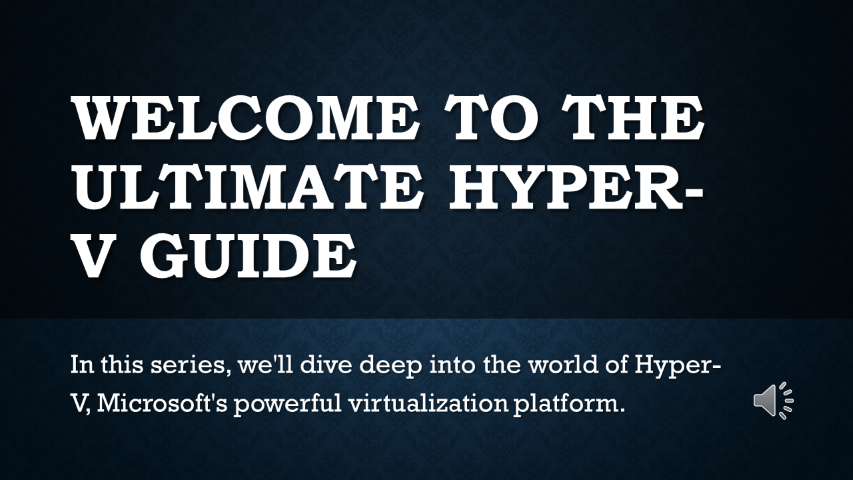 WELCOME TO THE
ULTIMATE HYPER-
V GUIDE
In this series, we'll dive deep into the world of Hyper-
V, Microsoft's powerful virtualization platform.